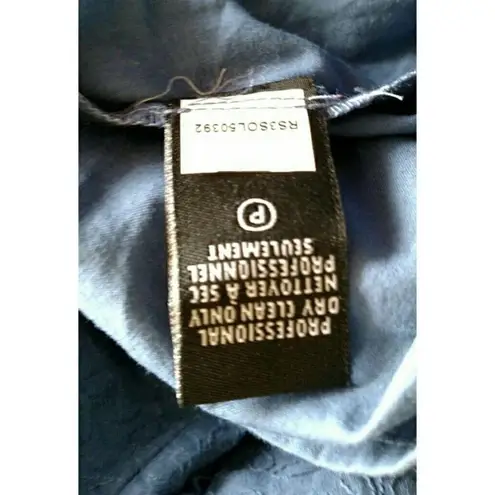 PROFESSIONAL
DRY CLEAN ONLY
NETTOYER À SEC
PROFESSIONNEL
SEULEMENT
P
RS3SOL50392